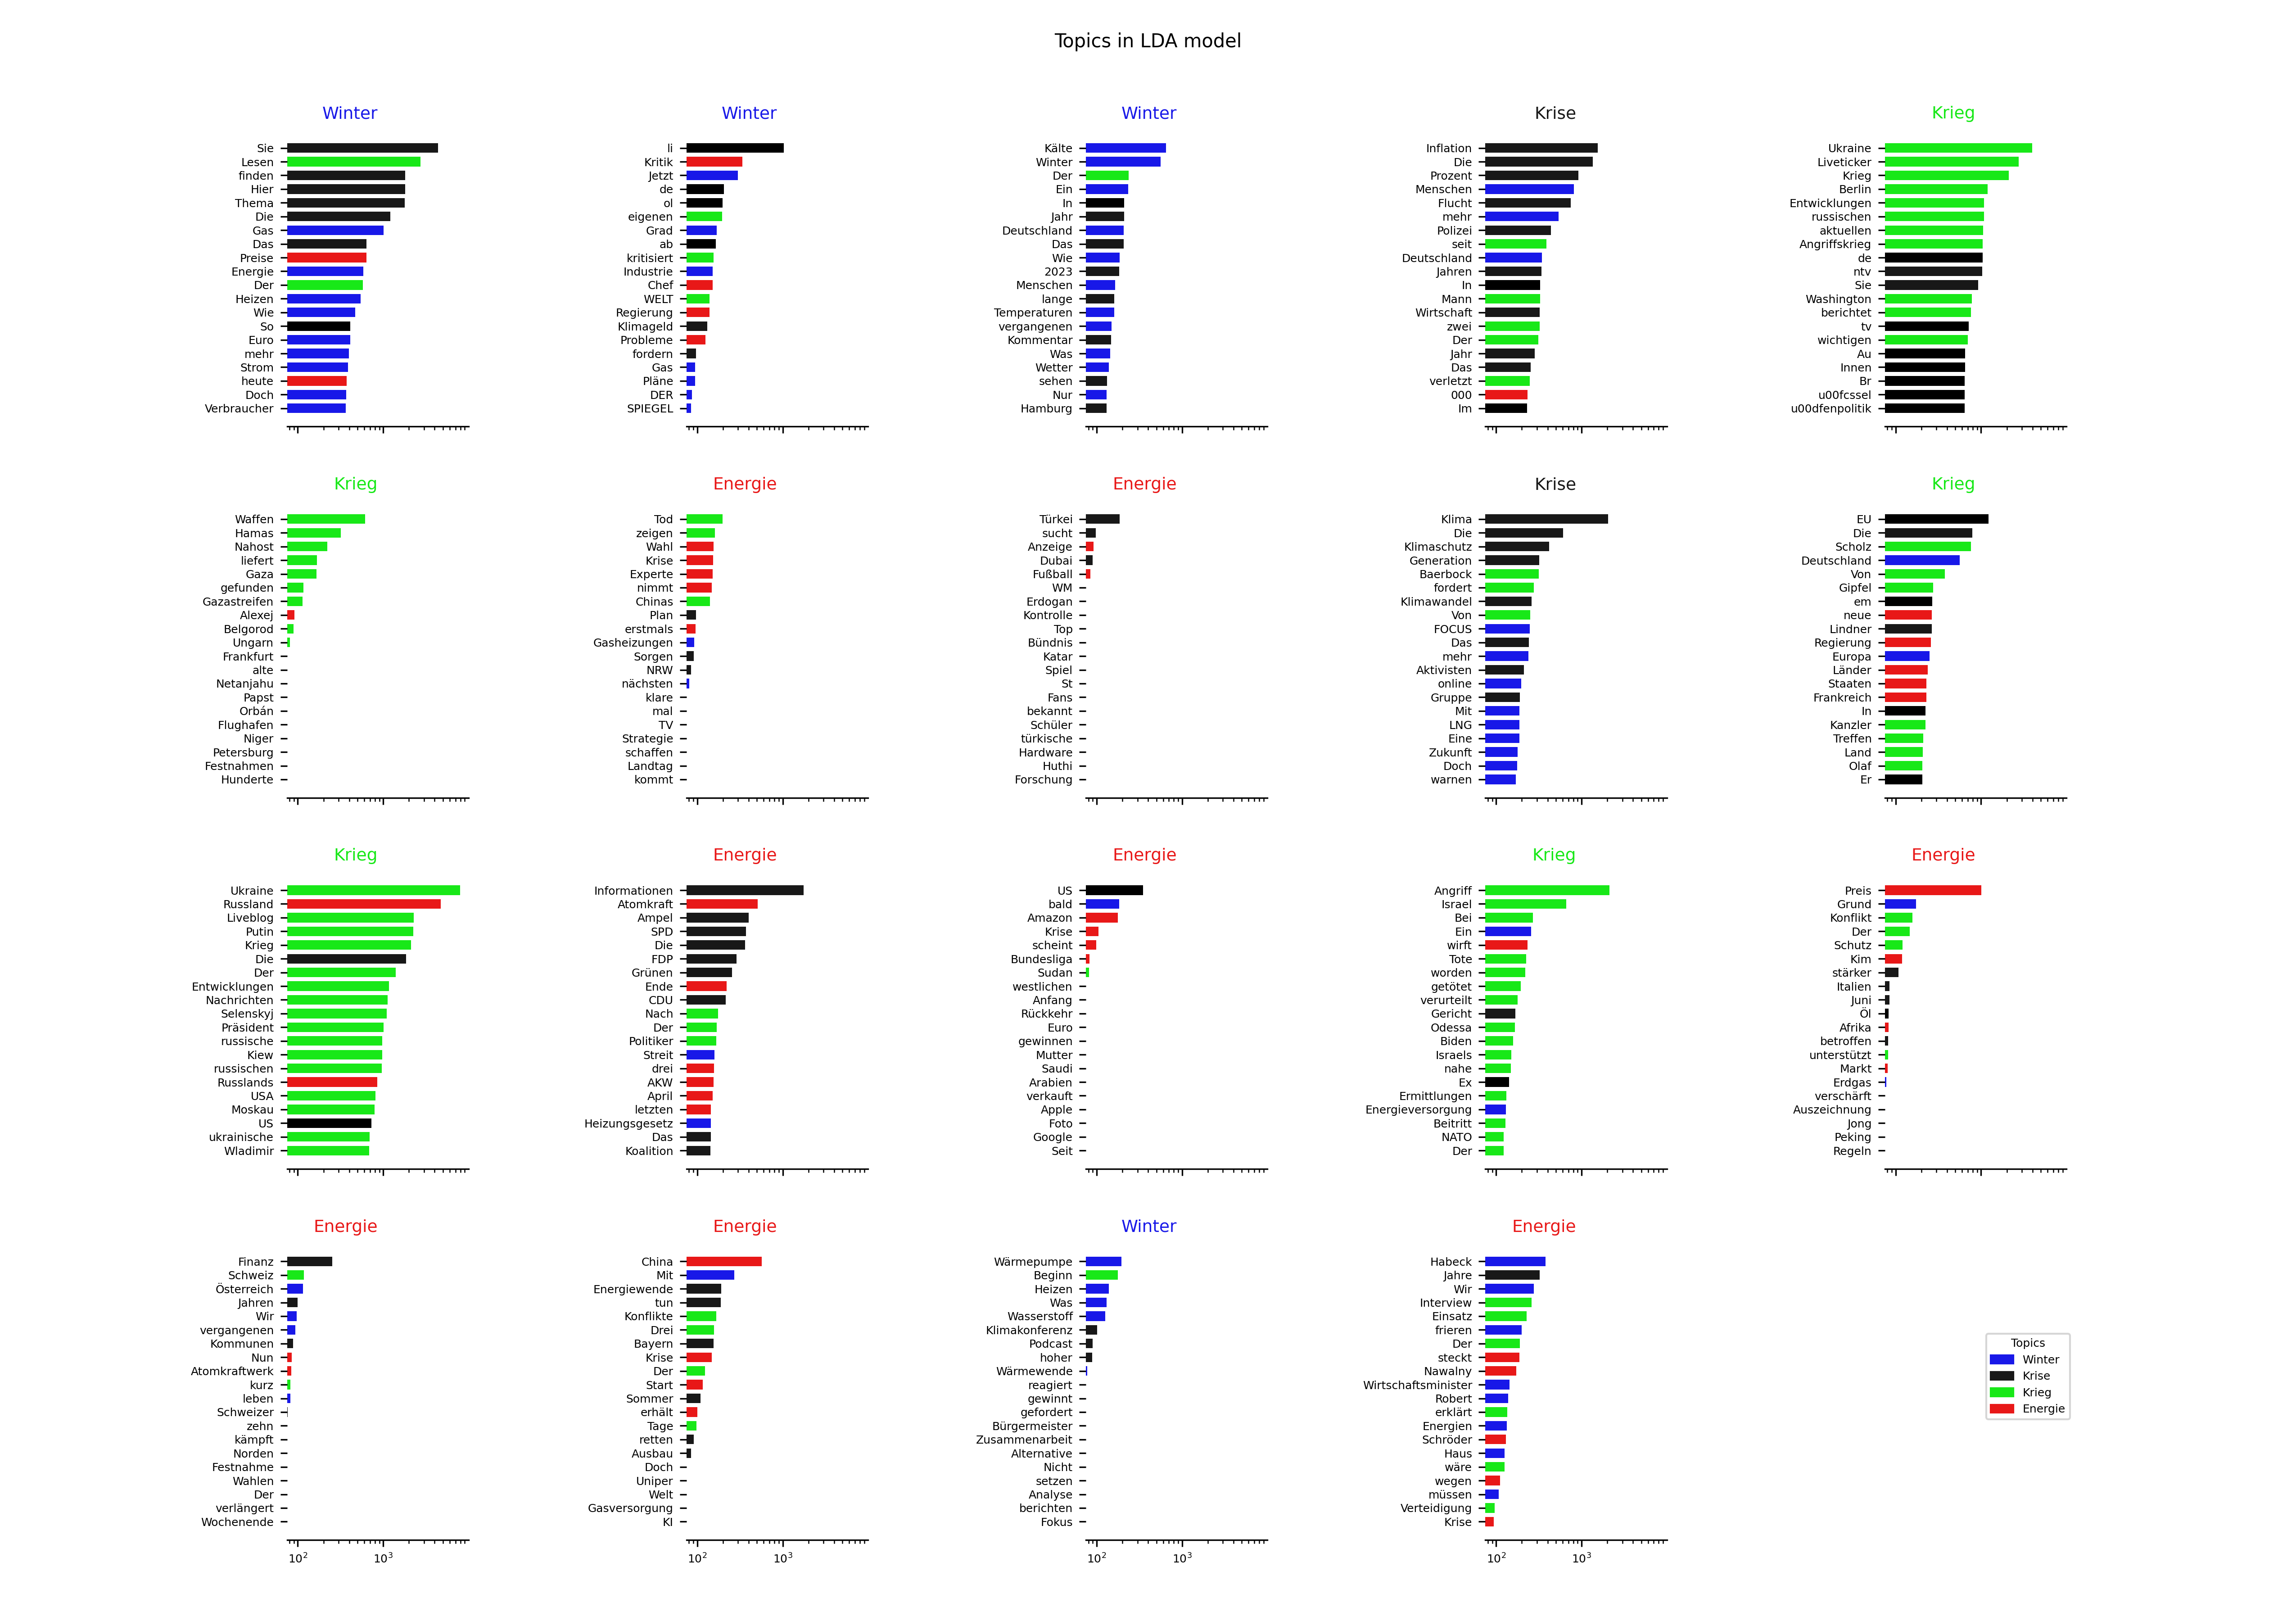 Topics in LDA model
Winter
Sie
Lesen
finden
Hier
Thema
Die
Gas
Das
Preise
Energie
Der
Heizen
Wie
So
Euro
mehr
Strom
heute
Doch
Verbraucher
Winter
li
Kritik
Jetzt
de
ol
eigenen
Grad
ab
kritisiert
Industrie
Chef
WELT
Regierung
Klimageld
Probleme
fordern
Gas
Pläne
DER
SPIEGEL
Winter
Kälte
Winter
Der
Ein
In
Jahr
Deutschland
Das
Wie
2023
Menschen
lange
Temperaturen
vergangenen
Kommentar
Was
Wetter
sehen
Nur
Hamburg
Krise
Inflation
Die
Prozent
Menschen
Flucht
mehr
Polizei
seit
Deutschland
Jahren
In
Mann
Wirtschaft
zwei
Der
Jahr
Das
verletzt
000
Im
Krieg
Ukraine
Liveticker
Krieg
Berlin
Entwicklungen
russischen
aktuellen
Angriffskrieg
de
ntv
Sie
Washington
berichtet
tv
wichtigen
Au
Innen
Br
u00fcssel
u00dfenpolitik
Krieg
Waffen
Hamas
Nahost
liefert
Gaza
gefunden
Gazastreifen
Alexej
Belgorod
Ungarn
Frankfurt
alte
Netanjahu
Papst
Orbán
Flughafen
Niger
Petersburg
Festnahmen
Hunderte
Energie
Tod
zeigen
Wahl
Krise
Experte
nimmt
Chinas
Plan
erstmals
Gasheizungen
Sorgen
NRW
nächsten
klare
mal
TV
Strategie
schaffen
Landtag
kommt
Energie
Türkei
sucht
Anzeige
Dubai
Fußball
WM
Erdogan
Kontrolle
Top
Bündnis
Katar
Spiel
St
Fans
bekannt
Schüler
türkische
Hardware
Huthi
Forschung
Krise
Klima
Die
Klimaschutz
Generation
Baerbock
fordert
Klimawandel
Von
FOCUS
Das
mehr
Aktivisten
online
Gruppe
Mit
LNG
Eine
Zukunft
Doch
warnen
Krieg
EU
Die
Scholz
Deutschland
Von
Gipfel
em
neue
Lindner
Regierung
Europa
Länder
Staaten
Frankreich
In
Kanzler
Treffen
Land
Olaf
Er
Krieg
Ukraine
Russland
Liveblog
Putin
Krieg
Die
Der
Entwicklungen
Nachrichten
Selenskyj
Präsident
russische
Kiew
russischen
Russlands
USA
Moskau
US
ukrainische
Wladimir
Energie
Informationen
Atomkraft
Ampel
SPD
Die
FDP
Grünen
Ende
CDU
Nach
Der
Politiker
Streit
drei
AKW
April
letzten
Heizungsgesetz
Das
Koalition
Energie
US
bald
Amazon
Krise
scheint
Bundesliga
Sudan
westlichen
Anfang
Rückkehr
Euro
gewinnen
Mutter
Saudi
Arabien
verkauft
Apple
Foto
Google
Seit
Krieg
Angriff
Israel
Bei
Ein
wirft
Tote
worden
getötet
verurteilt
Gericht
Odessa
Biden
Israels
nahe
Ex
Ermittlungen
Energieversorgung
Beitritt
NATO
Der
Energie
Preis
Grund
Konflikt
Der
Schutz
Kim
stärker
Italien
Juni
Öl
Afrika
betroffen
unterstützt
Markt
Erdgas
verschärft
Auszeichnung
Jong
Peking
Regeln
Energie
Finanz
Schweiz
Österreich
Jahren
Wir
vergangenen
Kommunen
Nun
Atomkraftwerk
kurz
leben
Schweizer
zehn
kämpft
Norden
Festnahme
Wahlen
Der
verlängert
Wochenende
10² 10³
Energie
China
Mit
Energiewende
tun
Konflikte
Drei
Bayern
Krise
Der
Start
Sommer
erhält
Tage
retten
Ausbau
Doch
Uniper
Welt
Gasversorgung
KI
10² 10³
Winter
Wärmepumpe
Beginn
Heizen
Was
Wasserstoff
Klimakonferenz
Podcast
hoher
Wärmewende
reagiert
gewinnt
gefordert
Bürgermeister
Zusammenarbeit
Alternative
Nicht
setzen
Analyse
berichten
Fokus
10² 10³
Energie
Habeck
Jahre
Wir
Interview
Einsatz
frieren
Der
steckt
Nawalny
Wirtschaftsminister
Robert
erklärt
Energien
Schröder
Haus
wäre
wegen
müssen
Verteidigung
Krise
10² 10³
Topics
Winter
Krise
Krieg
Energie